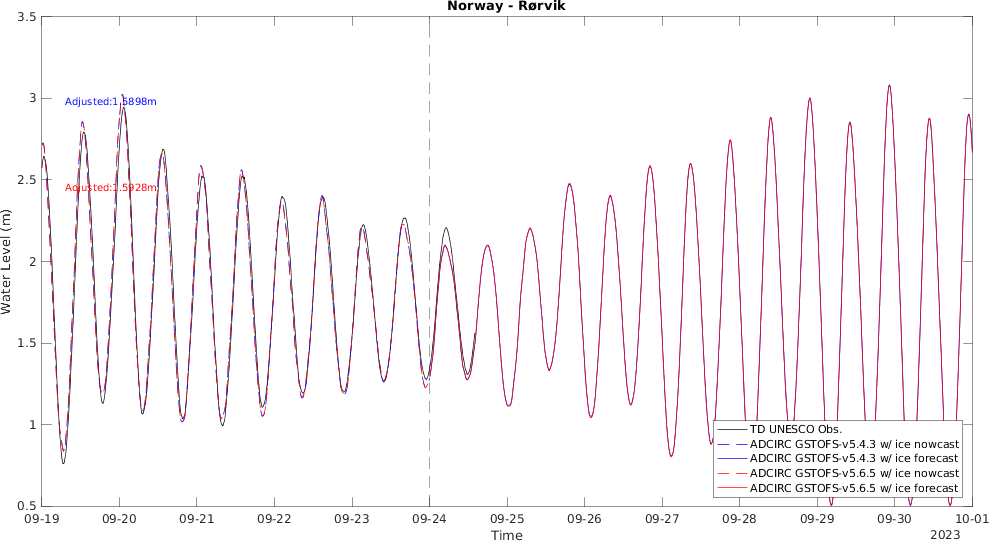 Norway - Rørvik
3.5
3
2.5
2
1.5
1
0.5
Water Level (m)
Adjusted:1.5898m
Adjusted:1.5928m
TD UNESCO Obs.
ADCIRC GSTOFS-v5.4.3 w/ ice nowcast
ADCIRC GSTOFS-v5.4.3 w/ ice forecast
ADCIRC GSTOFS-v5.6.5 w/ ice nowcast
ADCIRC GSTOFS-v5.6.5 w/ ice forecast
09-19 09-20 09-21 09-22 09-23 09-24 09-25 09-26 09-27 09-28 09-29 09-30 10-01
Time
2023